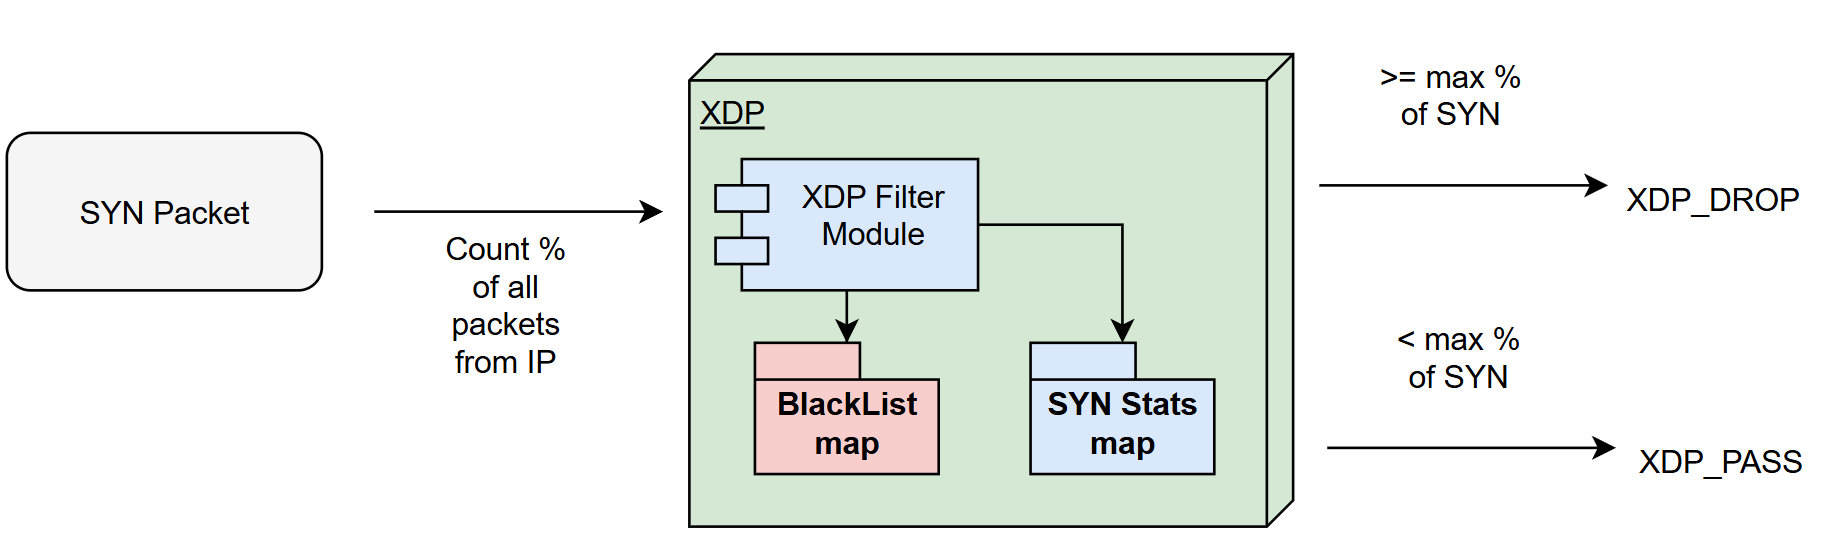 SYN Packet
Count %
of all
packets
from IP
XDP
XDP Filter
Module
BlackList
map
SYN Stats
map
>= max %
of SYN
XDP_DROP
< max %
of SYN
XDP_PASS